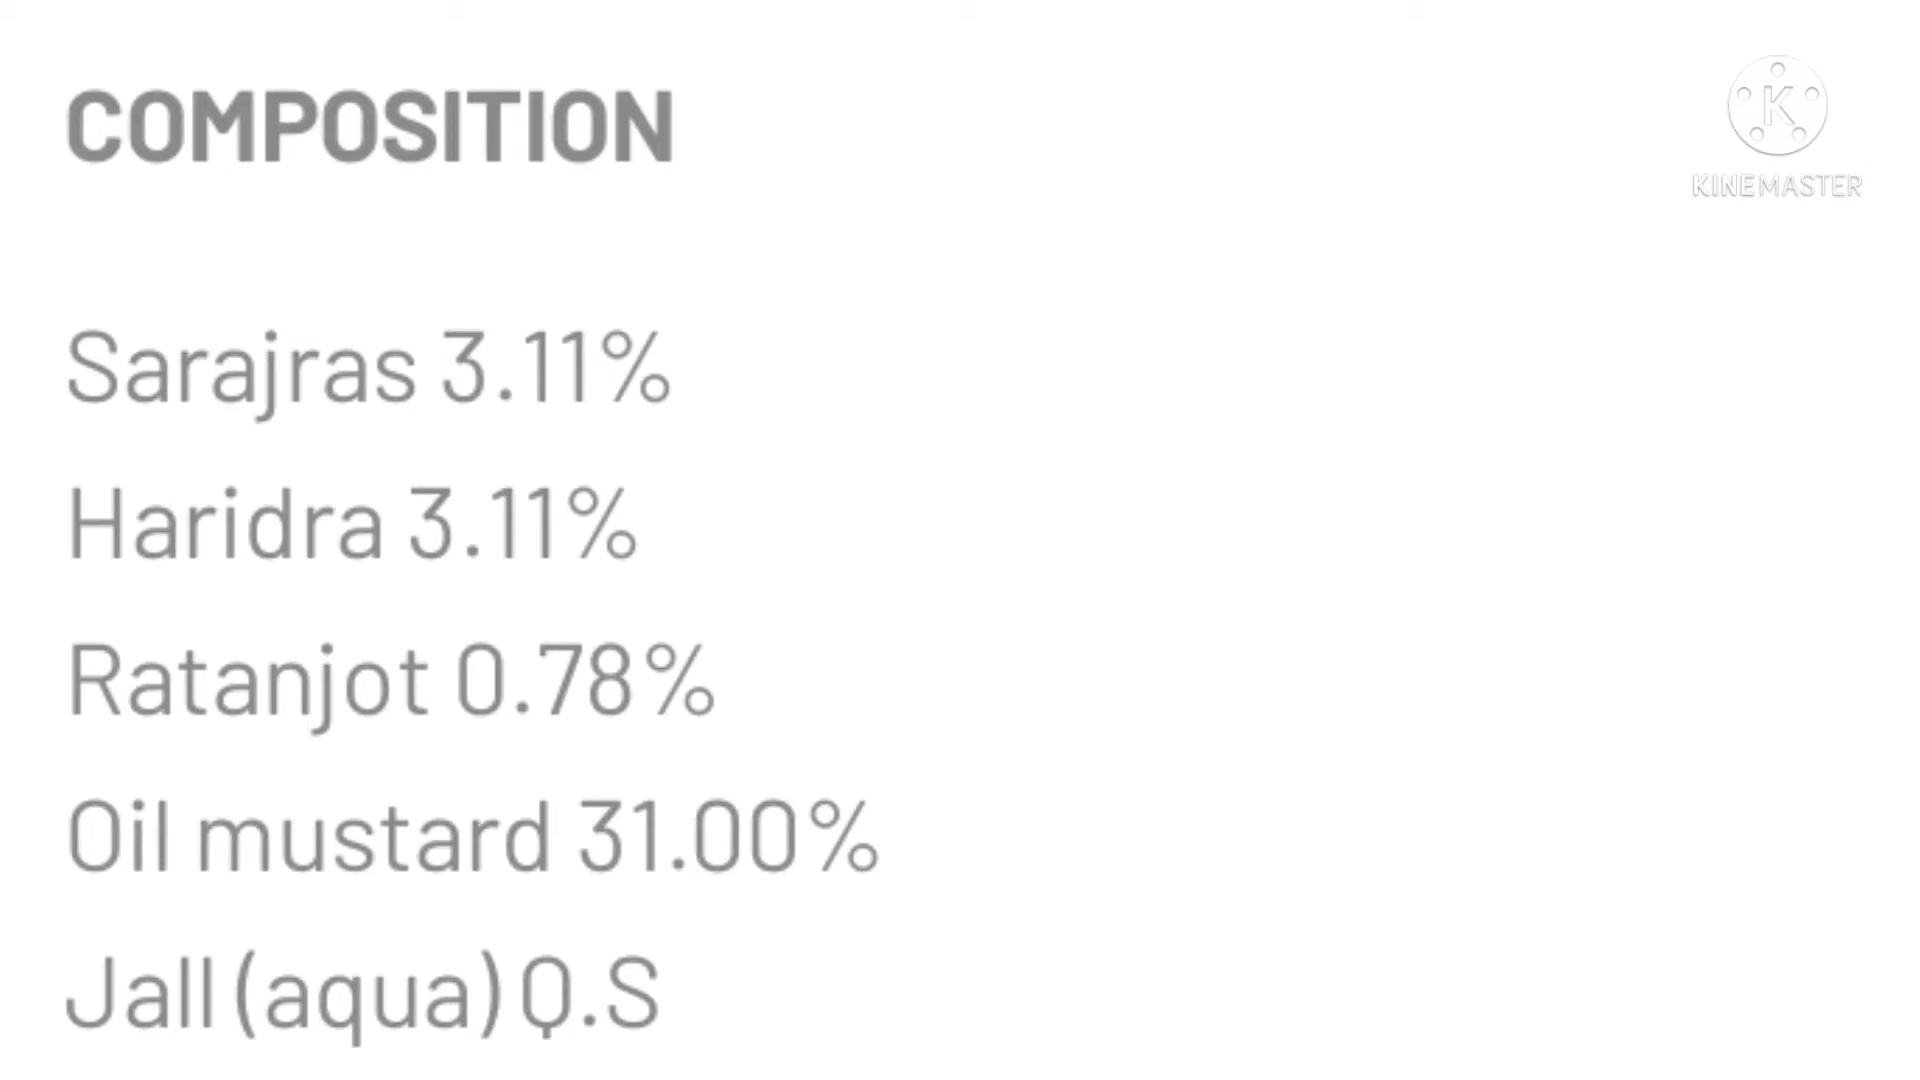 COMPOSITION
K
KINEMASTER
Sarajras 3.11%
Haridra 3.11%
Ratanjot 0.78%
Oil mustard 31.00%
Jall (aqua) Q.S